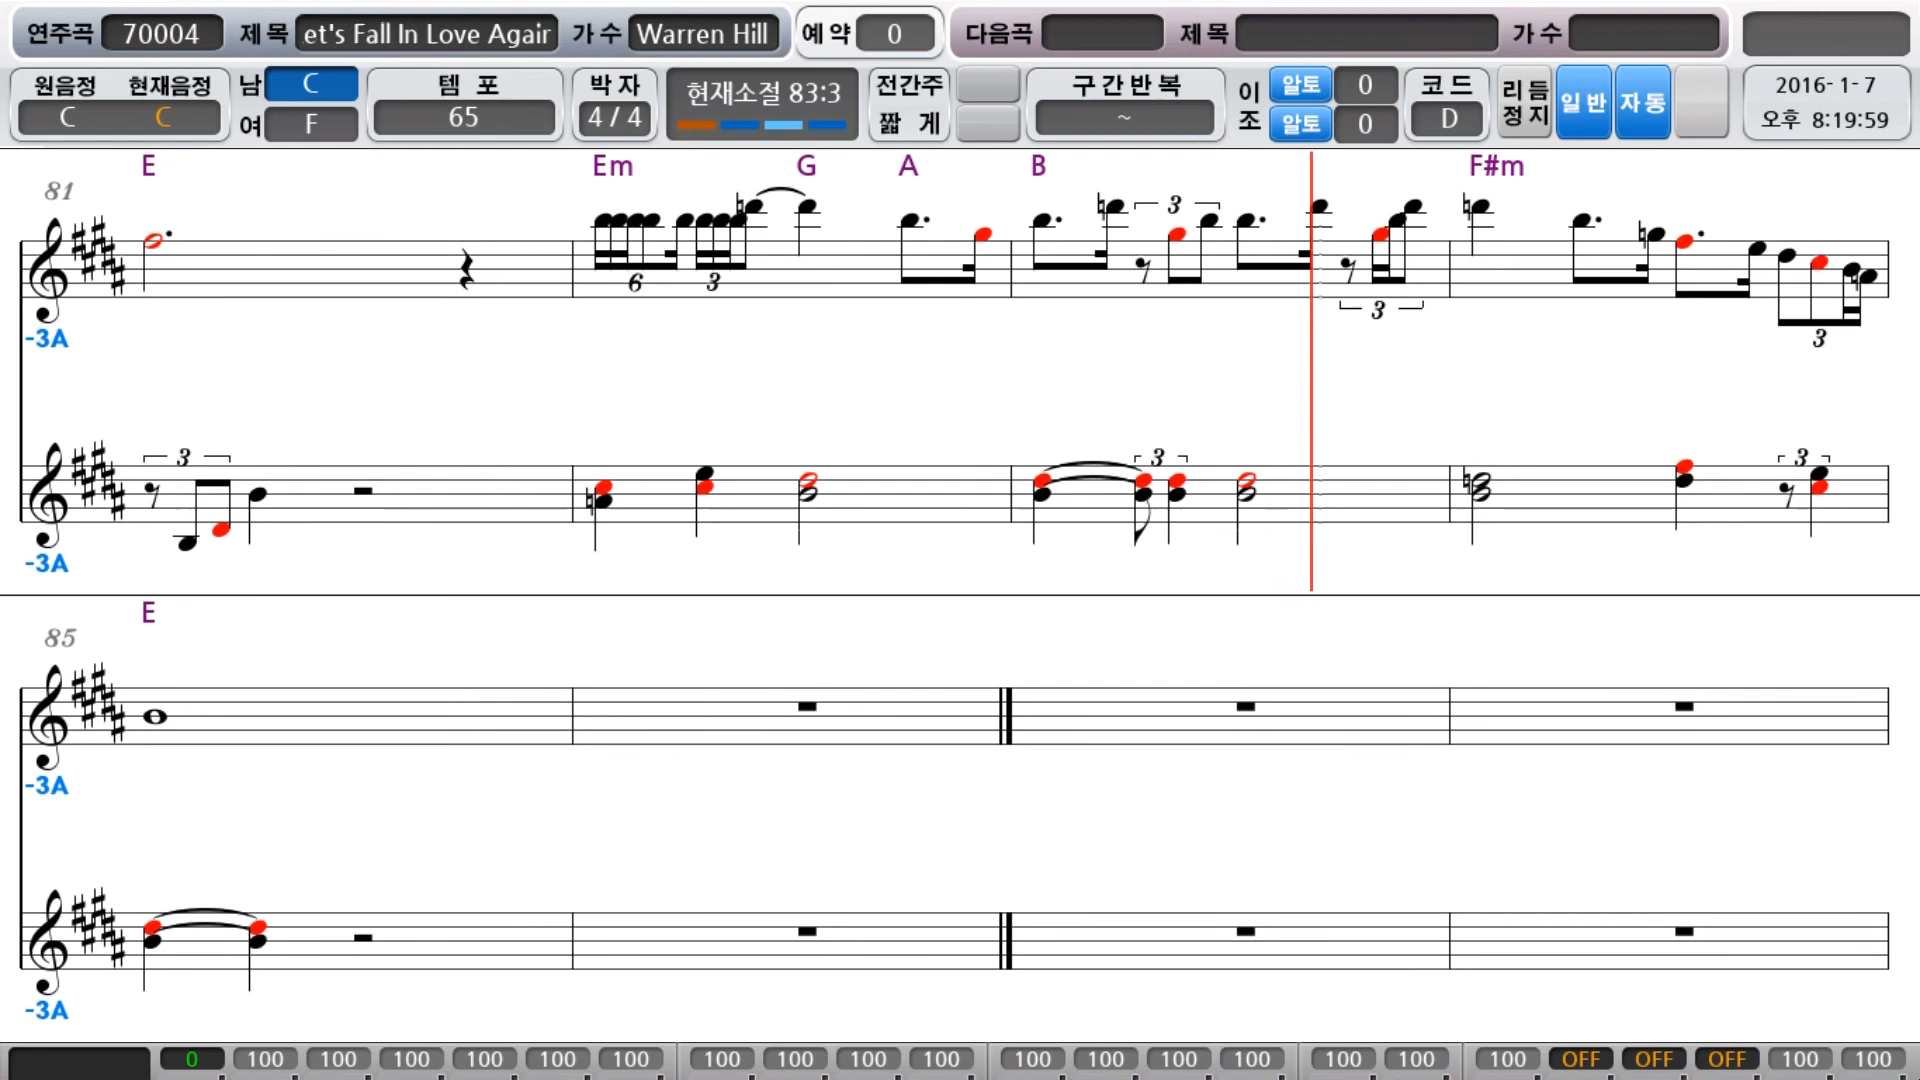 연주곡 70004 제목 et's Fall In Love Again 가수 Warren Hill 예약 0 다음곡 제목 가수
원음정 현재음정 남 C 템 포 박 자 현재소절 83:3 전간주 구간반복 이 알토 0 코드 리듬 일반 자동 2016- 1- 7
C C 여 F 65 4 / 4 짧 게 ~ 조 알토 0 D 정지 오후 8:19:59
E Em G A B F#m
81
3
6 3 3
3
-3A
3 3 3
-3A
E
85
-3A
-3A
0 100 100 100 100 100 100 100 100 100 100 100 100 100 100 100 100 100 OFF OFF OFF 100 100